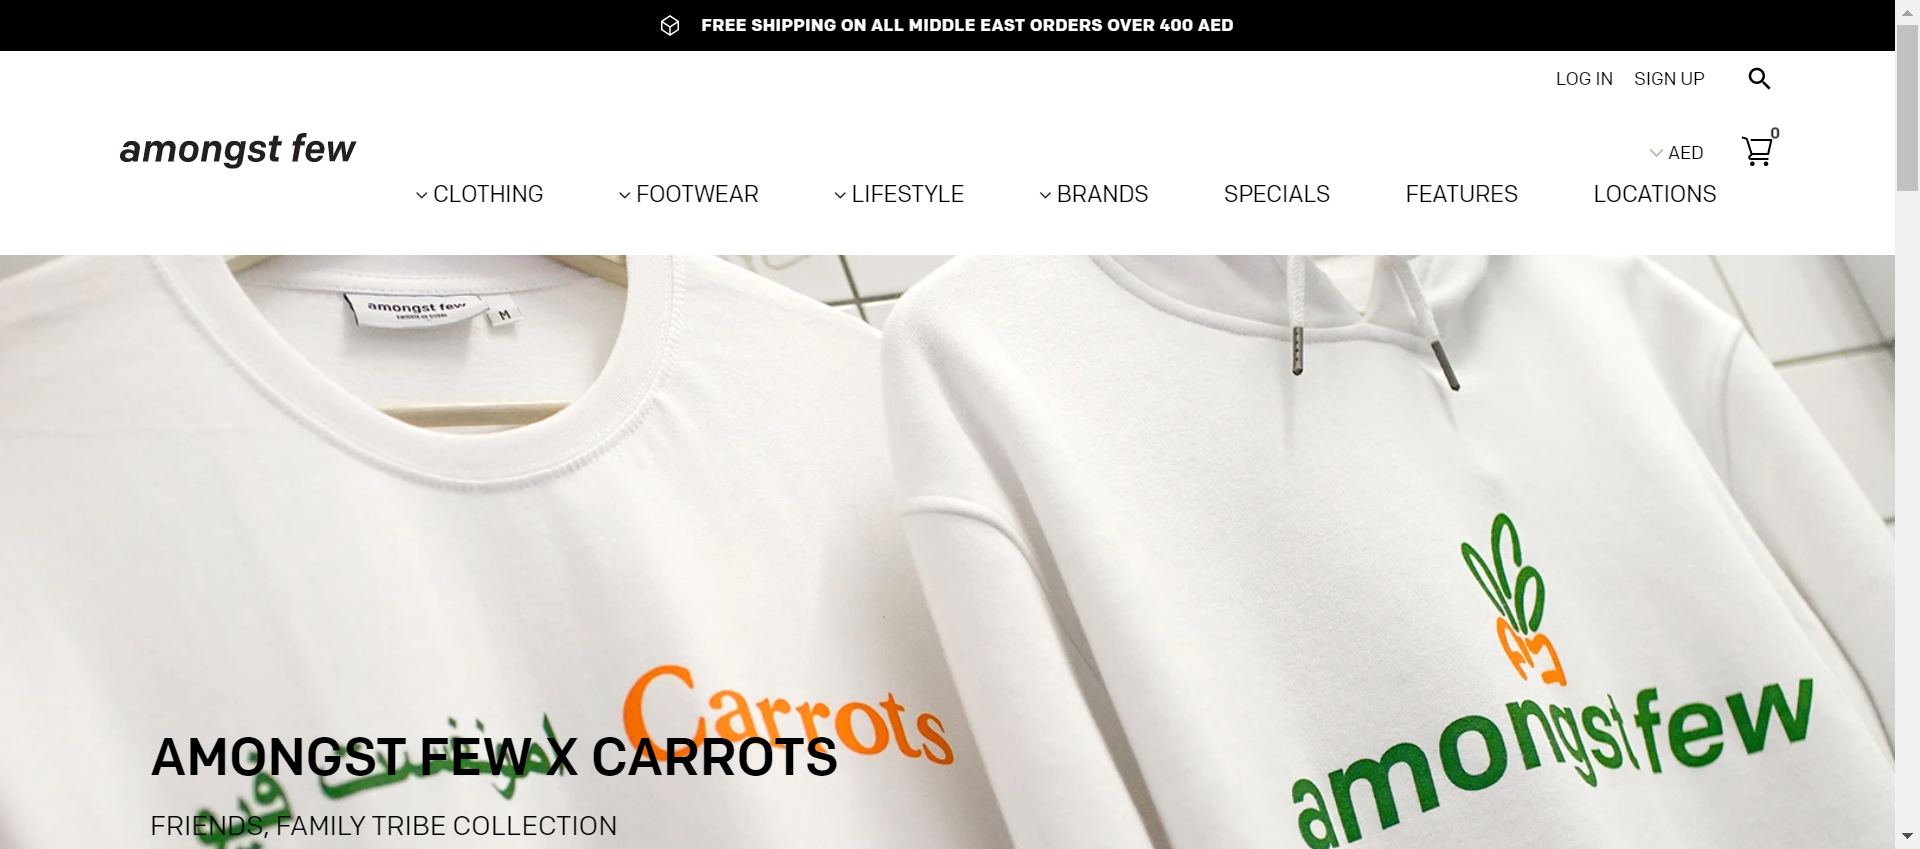 FREE SHIPPING ON ALL MIDDLE EAST ORDERS OVER 400 AED
LOG IN SIGN UP
amongst few
0
AED
CLOTHING FOOTWEAR LIFESTYLE BRANDS SPECIALS FEATURES LOCATIONS
amongst few
M
Carrots
amongst few
AMONGST FEW X CARROTS
FRIENDS, FAMILY TRIBE COLLECTION